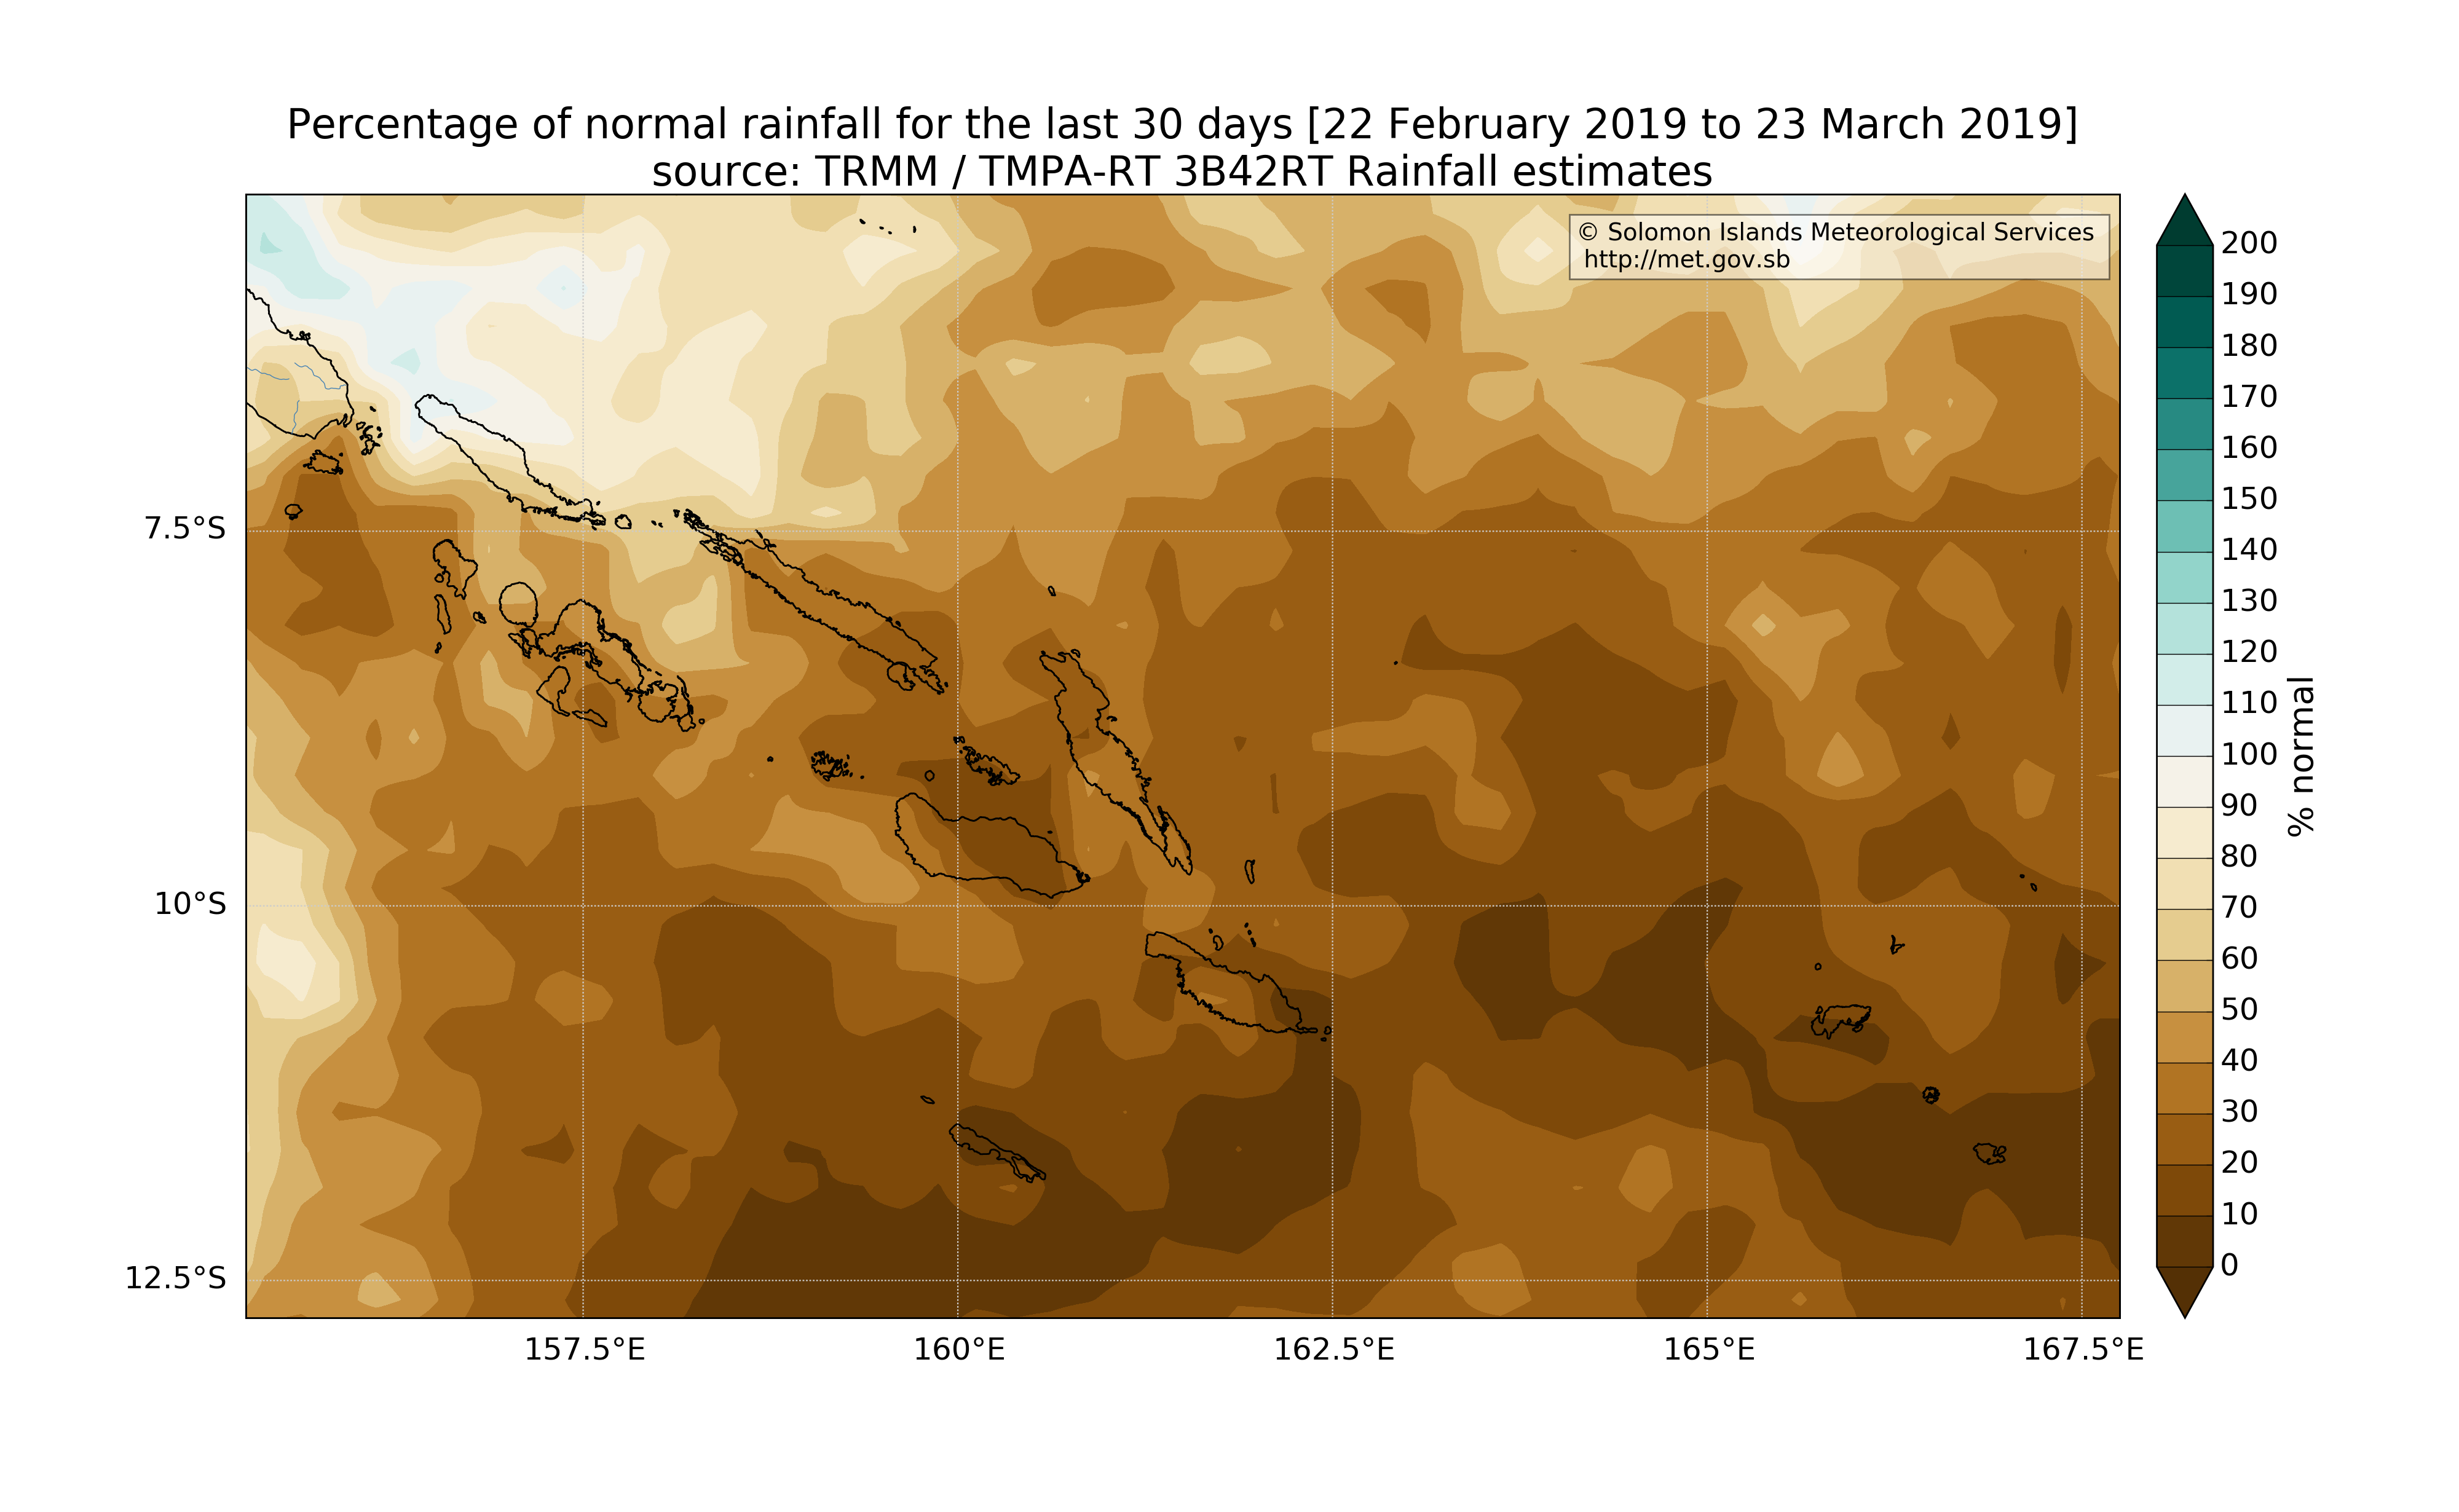 Percentage of normal rainfall for the last 30 days [22 February 2019 to 23 March 2019]
source: TRMM / TMPA-RT 3B42RT Rainfall estimates
© Solomon Islands Meteorological Services
http://met.gov.sb
7.5°S
10°S
12.5°S
157.5°E
160°E
162.5°E
165°E
167.5°E
200
190
180
170
160
150
140
130
120
110
100
90
80
70
60
50
40
30
20
10
0
% normal